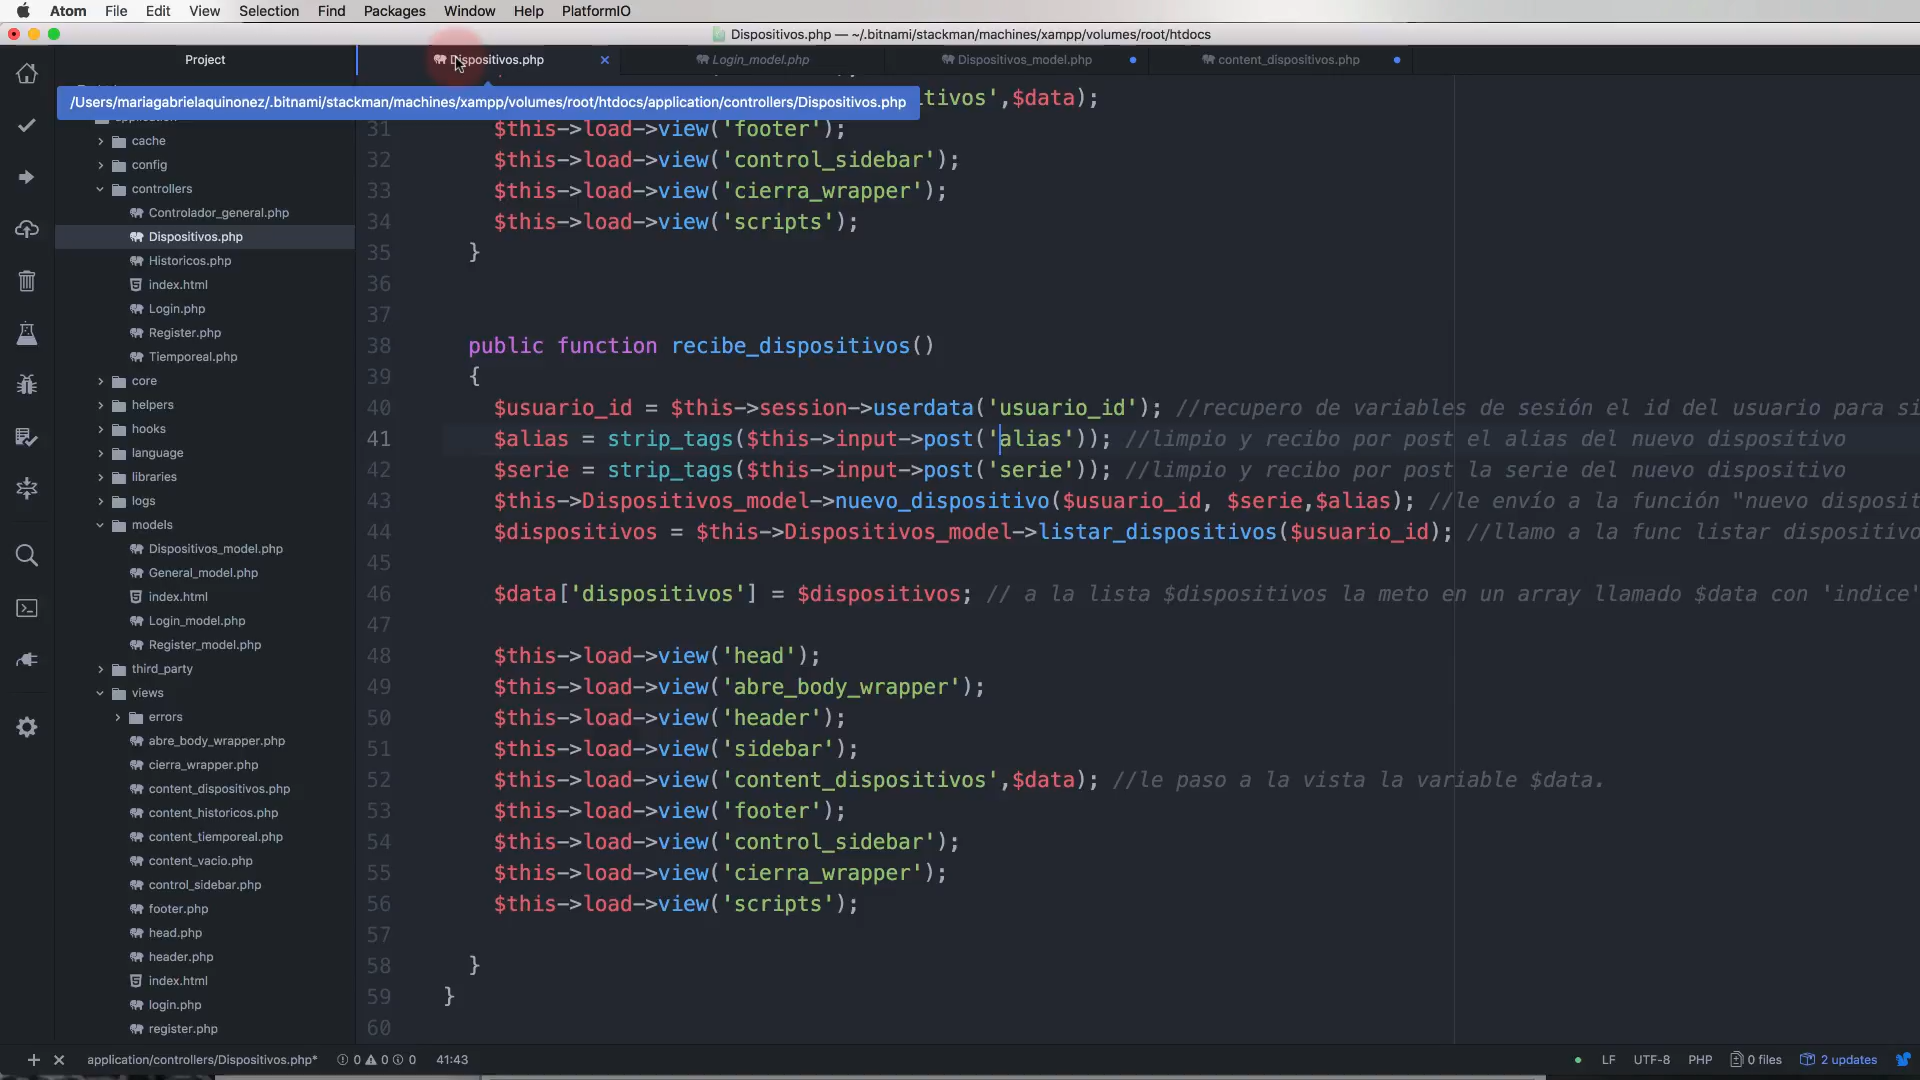 Atom File Edit View Selection Find Packages Window Help PlatformIO
Dispositivos.php — ~/.bitnami/stackman/machines/xampp/volumes/root/htdocs
Project
Dispositivos.php
Login_model.php
Dispositivos_model.php
content_dispositivos.php
/Users/mariagabrielaquinonez/.bitnami/stackman/machines/xampp/volumes/root/htdocs/application/controllers/Dispositivos.php
cache
config
controllers
Controlador_general.php
Dispositivos.php
Historicos.php
index.html
Login.php
Register.php
Tiemporeal.php
core
helpers
hooks
language
libraries
logs
models
Dispositivos_model.php
General_model.php
index.html
Login_model.php
Register_model.php
third_party
views
errors
abre_body_wrapper.php
cierra_wrapper.php
content_dispositivos.php
content_historicos.php
content_tiemporeal.php
content_vacio.php
control_sidebar.php
footer.php
head.php
header.php
index.html
login.php
register.php
tivos',$data);
31 $this->load->view('footer');
32 $this->load->view('control_sidebar');
33 $this->load->view('cierra_wrapper');
34 $this->load->view('scripts');
35 }
36
37
38 public function recibe_dispositivos()
39 {
40 $usuario_id = $this->session->userdata('usuario_id'); //recupero de variables de sesión el id del usuario para si
41 $alias = strip_tags($this->input->post('alias')); //limpio y recibo por post el alias del nuevo dispositivo
42 $serie = strip_tags($this->input->post('serie')); //limpio y recibo por post la serie del nuevo dispositivo
43 $this->Dispositivos_model->nuevo_dispositivo($usuario_id, $serie,$alias); //le envío a la función "nuevo disposit
44 $dispositivos = $this->Dispositivos_model->listar_dispositivos($usuario_id); //llamo a la func listar dispositivo
45
46 $data['dispositivos'] = $dispositivos; // a la lista $dispositivos la meto en un array llamado $data con 'indice'
47
48 $this->load->view('head');
49 $this->load->view('abre_body_wrapper');
50 $this->load->view('header');
51 $this->load->view('sidebar');
52 $this->load->view('content_dispositivos',$data); //le paso a la vista la variable $data.
53 $this->load->view('footer');
54 $this->load->view('control_sidebar');
55 $this->load->view('cierra_wrapper');
56 $this->load->view('scripts');
57
58 }
59 }
60
application/controllers/Dispositivos.php* 0 0 0 41:43 LF UTF-8 PHP 0 files 2 updates